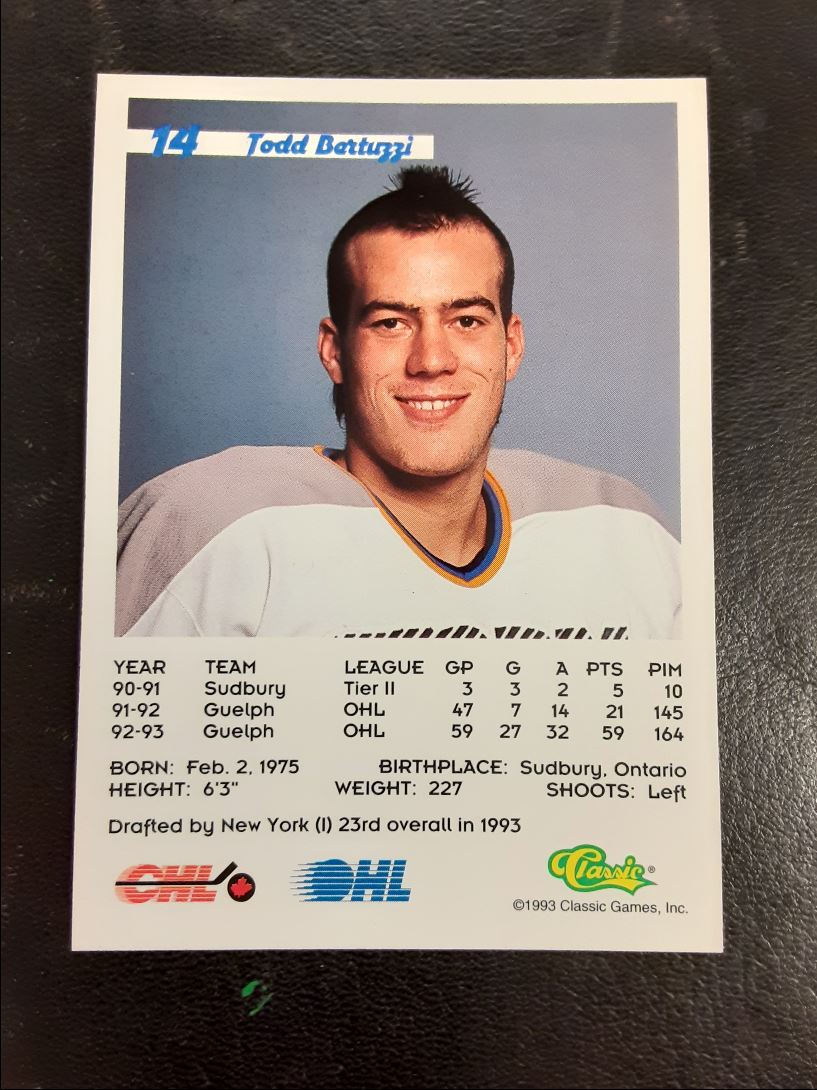 14 Todd Bertuzzi
YEAR TEAM LEAGUE GP G A PTS PIM
90-91 Sudbury Tier II 3 3 2 5 10
91-92 Guelph OHL 47 7 14 21 145
92-93 Guelph OHL 59 27 32 59 164
BORN: Feb. 2, 1975 BIRTHPLACE: Sudbury, Ontario
HEIGHT: 6'3" WEIGHT: 227 SHOOTS: Left
Drafted by New York (I) 23rd overall in 1993
CHL OHL Classic®
©1993 Classic Games, Inc.